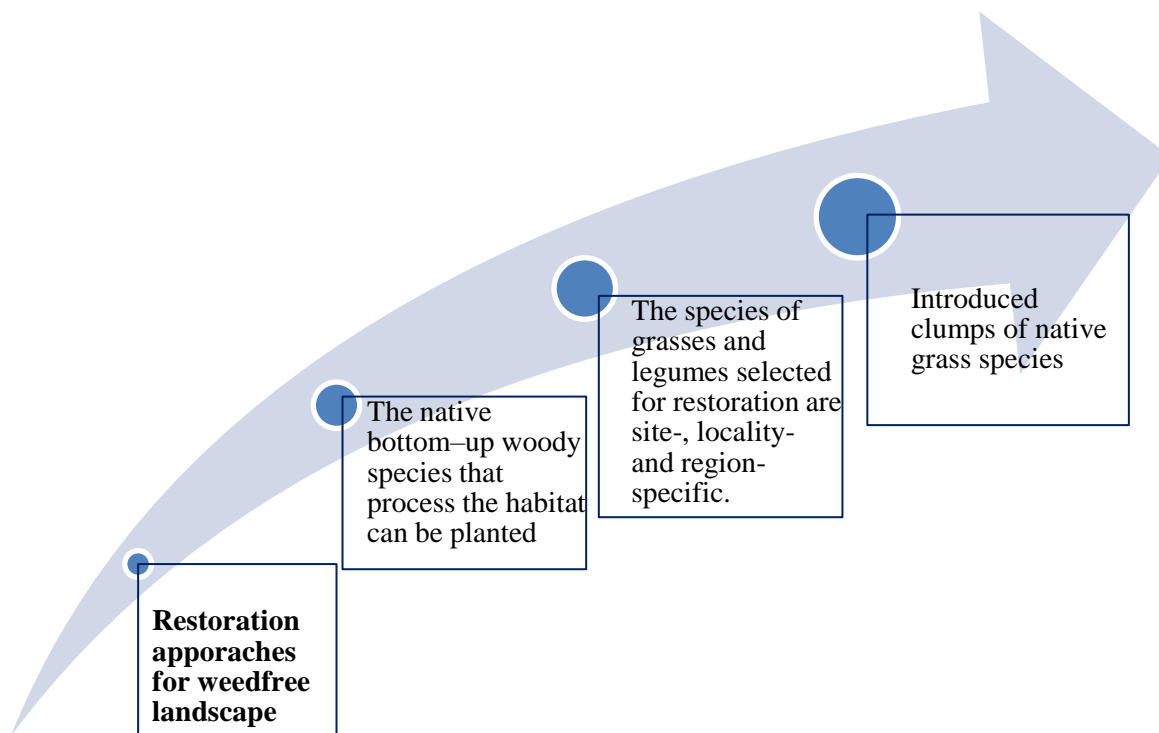 Restoration
apporaches
for weedfree
landscape
The native
bottom–up woody
species that
process the habitat
can be planted
The species of
grasses and
legumes selected
for restoration are
site-, locality-
and region-
specific.
Introduced
clumps of native
grass species